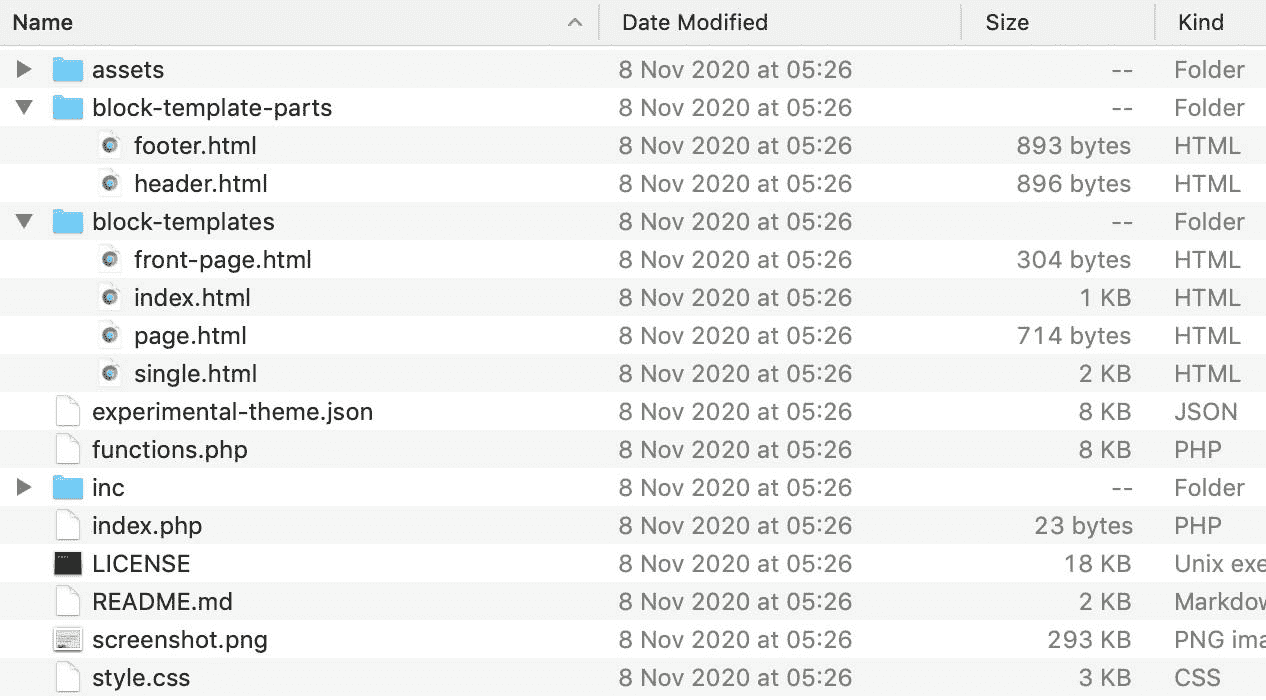 Name Date Modified Size Kind
assets 8 Nov 2020 at 05:26 -- Folder
block-template-parts 8 Nov 2020 at 05:26 -- Folder
footer.html 8 Nov 2020 at 05:26 893 bytes HTML
header.html 8 Nov 2020 at 05:26 896 bytes HTML
block-templates 8 Nov 2020 at 05:26 -- Folder
front-page.html 8 Nov 2020 at 05:26 304 bytes HTML
index.html 8 Nov 2020 at 05:26 1 KB HTML
page.html 8 Nov 2020 at 05:26 714 bytes HTML
single.html 8 Nov 2020 at 05:26 2 KB HTML
experimental-theme.json 8 Nov 2020 at 05:26 8 KB JSON
functions.php 8 Nov 2020 at 05:26 8 KB PHP
inc 8 Nov 2020 at 05:26 -- Folder
index.php 8 Nov 2020 at 05:26 23 bytes PHP
LICENSE 8 Nov 2020 at 05:26 18 KB Unix exe
README.md 8 Nov 2020 at 05:26 2 KB Markdow
screenshot.png 8 Nov 2020 at 05:26 293 KB PNG ima
style.css 8 Nov 2020 at 05:26 3 KB CSS